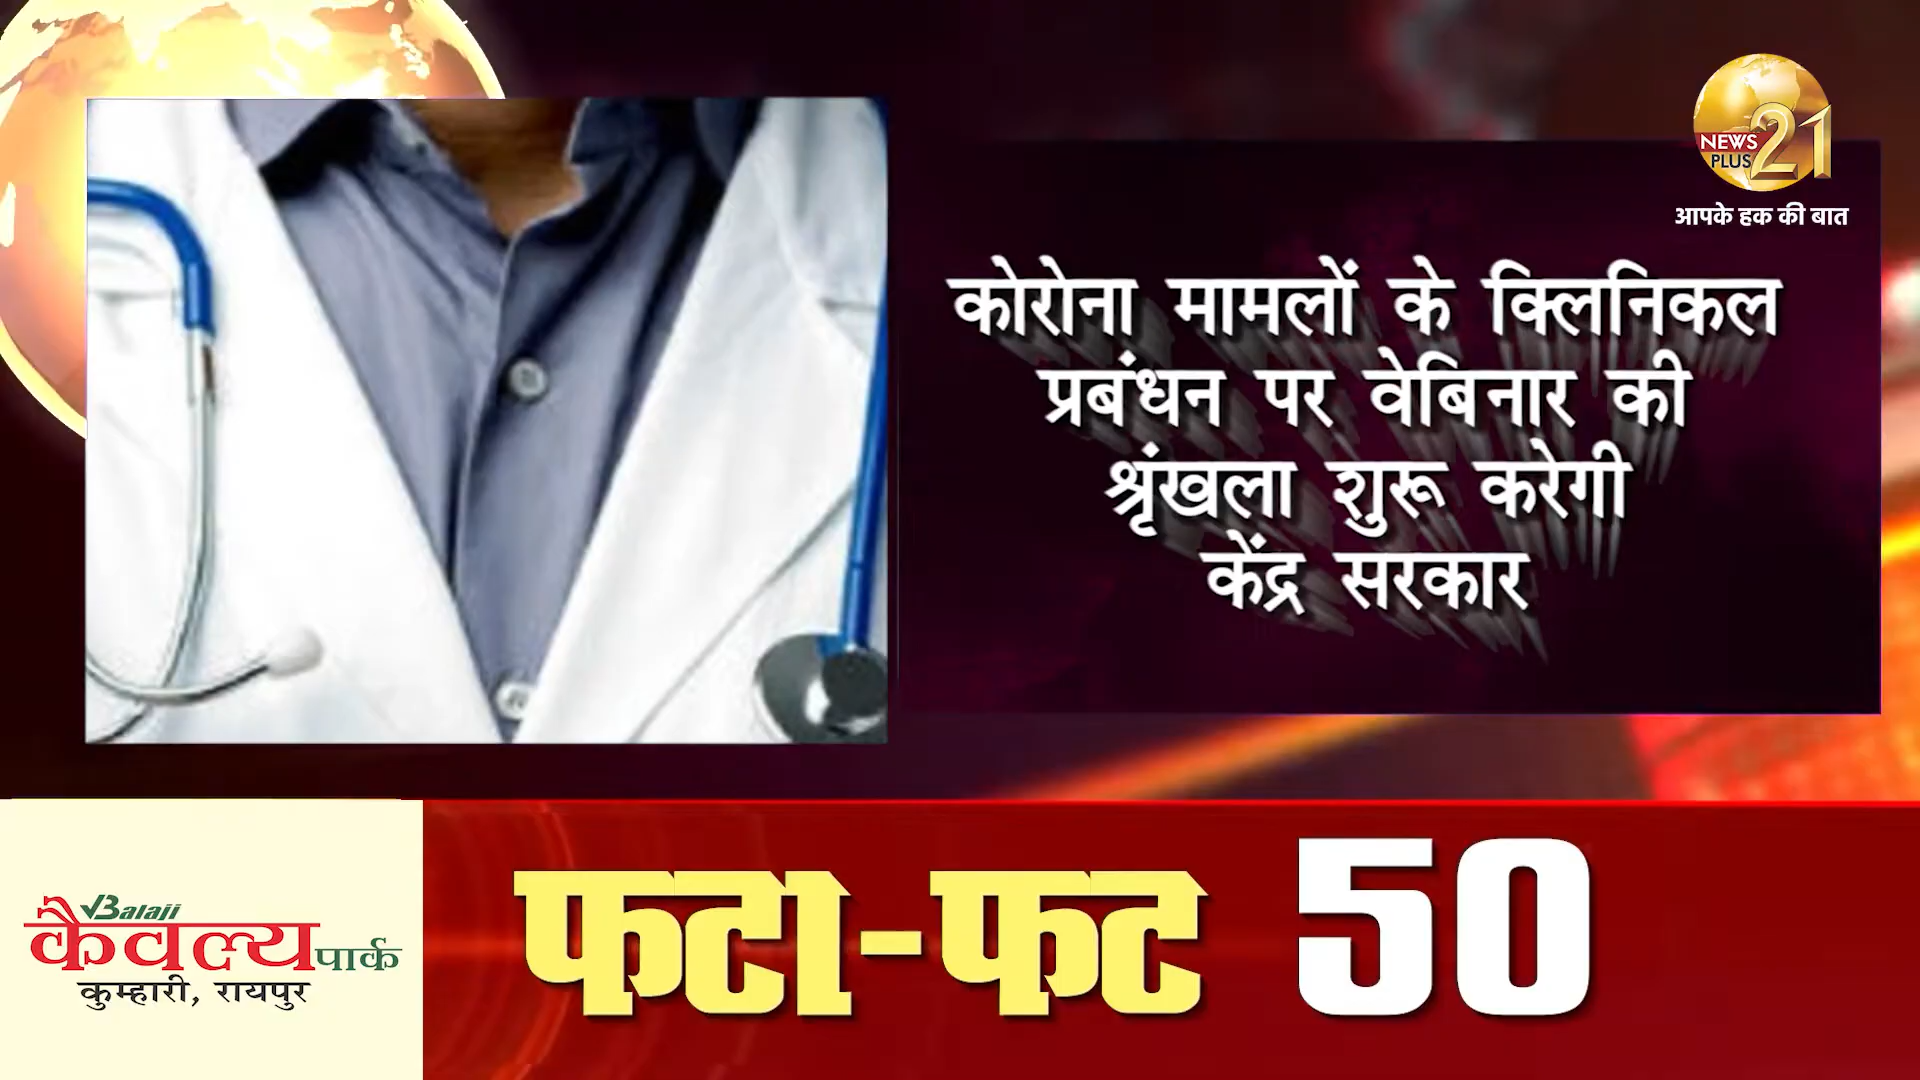 NEWS
PLUS 21
आपके हक की बात
कोरोना मामलों के क्लिनिकल
प्रबंधन पर वेबिनार की
श्रृंखला शुरू करेगी
केंद्र सरकार
Balaji
कैवल्य पार्क
कुम्हारी, रायपुर
फटा-फट 50